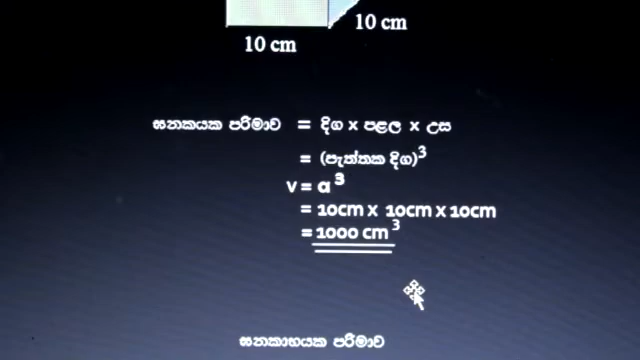 10 cm
10 cm
ඝනකයක පරිමාව = දිග x පළල x උස
= (පැත්තක දිග)³
v = a³
= 10cm x 10cm x 10cm
= 1000 cm³
ඝනකාභයක පරිමාව